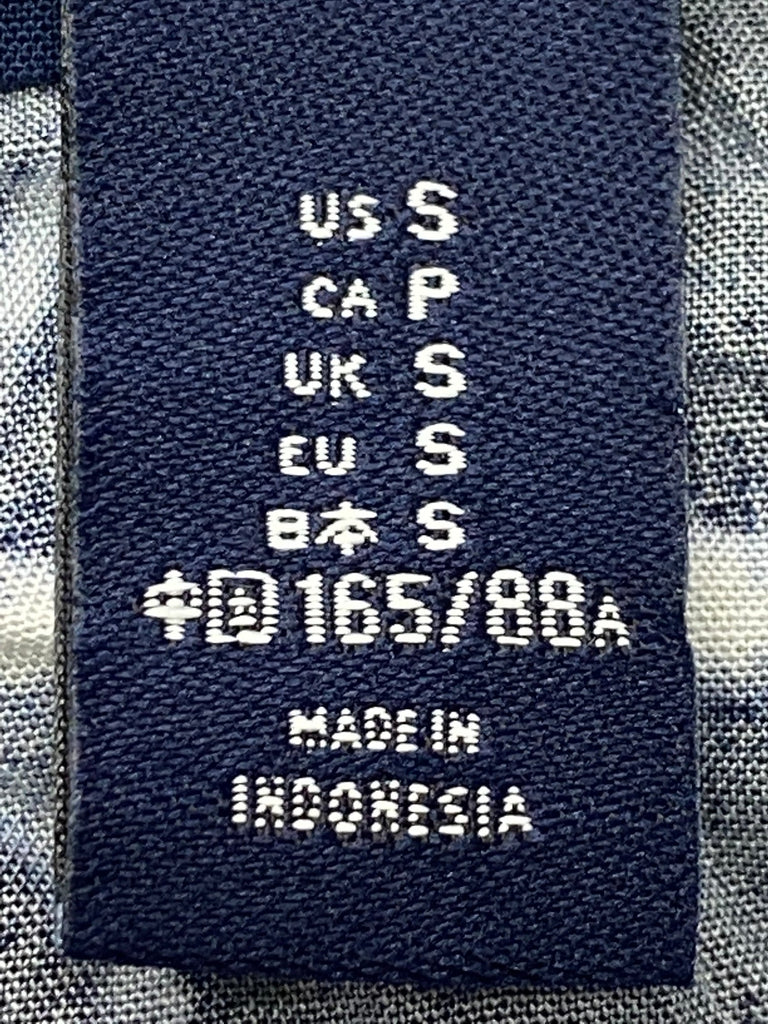 US S
CA P
UK S
EU S
日本 S
中国 165/88A
MADE IN
INDONESIA